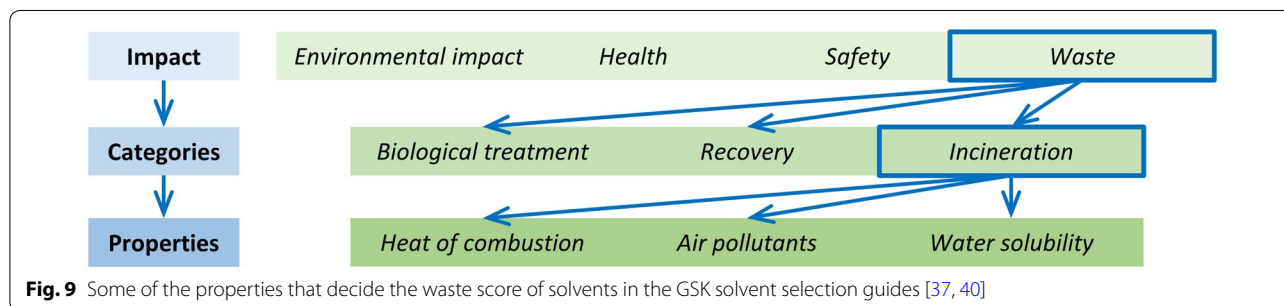 Impact Environmental impact Health Safety Waste
Categories Biological treatment Recovery Incineration
Properties Heat of combustion Air pollutants Water solubility
Fig. 9 Some of the properties that decide the waste score of solvents in the GSK solvent selection guides [37, 40]